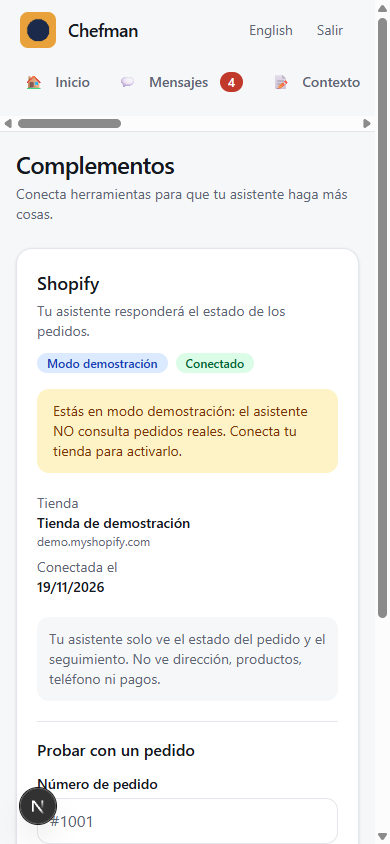 Chefman
English
Salir
Inicio
Mensajes
4
Contexto
Complementos
Conecta herramientas para que tu asistente haga más
cosas.
Shopify
Tu asistente responderá el estado de los
pedidos.
Modo demostración
Conectado
Estás en modo demostración: el asistente
NO consulta pedidos reales. Conecta tu
tienda para activarlo.
Tienda
Tienda de demostración
demo.myshopify.com
Conectada el
19/11/2026
Tu asistente solo ve el estado del pedido y el
seguimiento. No ve dirección, productos,
teléfono ni pagos.
Probar con un pedido
Número de pedido
N
#1001